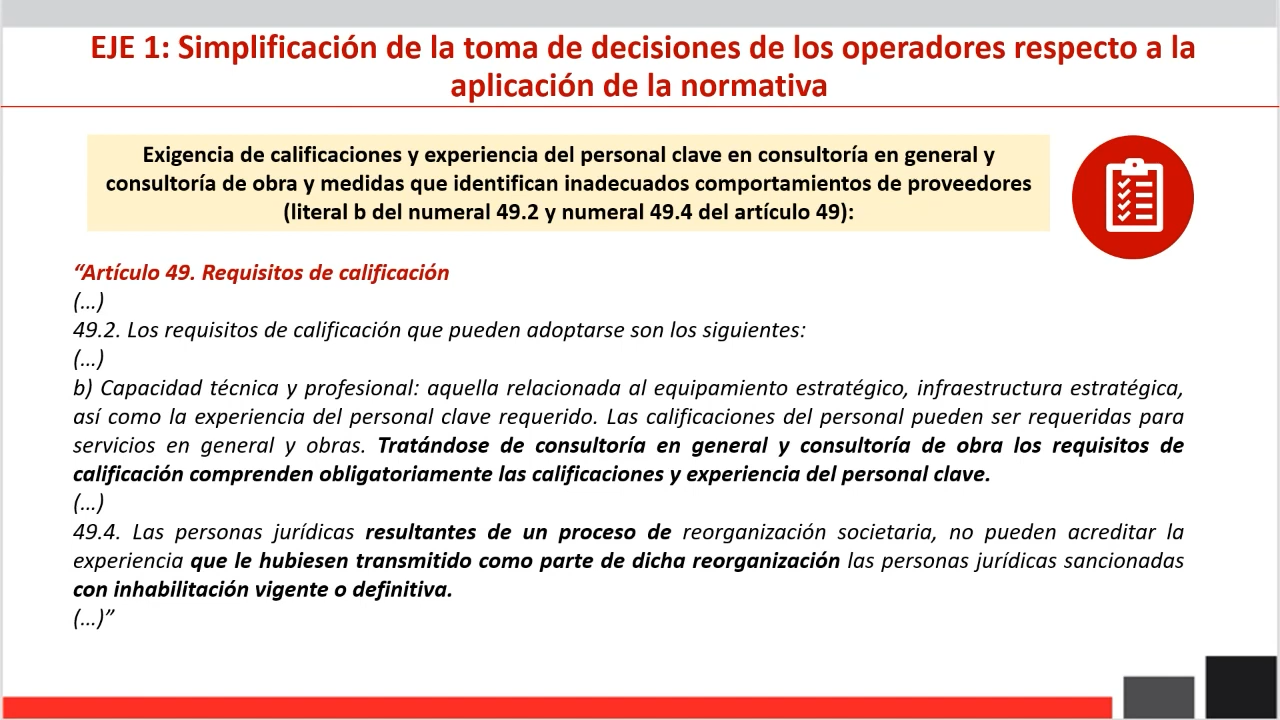 EJE 1: Simplificación de la toma de decisiones de los operadores respecto a la
aplicación de la normativa
Exigencia de calificaciones y experiencia del personal clave en consultoría en general y
consultoría de obra y medidas que identifican inadecuados comportamientos de proveedores
(literal b del numeral 49.2 y numeral 49.4 del artículo 49):
“Artículo 49. Requisitos de calificación
(...)
49.2. Los requisitos de calificación que pueden adoptarse son los siguientes:
(...)
b) Capacidad técnica y profesional: aquella relacionada al equipamiento estratégico, infraestructura estratégica,
así como la experiencia del personal clave requerido. Las calificaciones del personal pueden ser requeridas para
servicios en general y obras. Tratándose de consultoría en general y consultoría de obra los requisitos de
calificación comprenden obligatoriamente las calificaciones y experiencia del personal clave.
(...)
49.4. Las personas jurídicas resultantes de un proceso de reorganización societaria, no pueden acreditar la
experiencia que le hubiesen transmitido como parte de dicha reorganización las personas jurídicas sancionadas
con inhabilitación vigente o definitiva.
(...)”